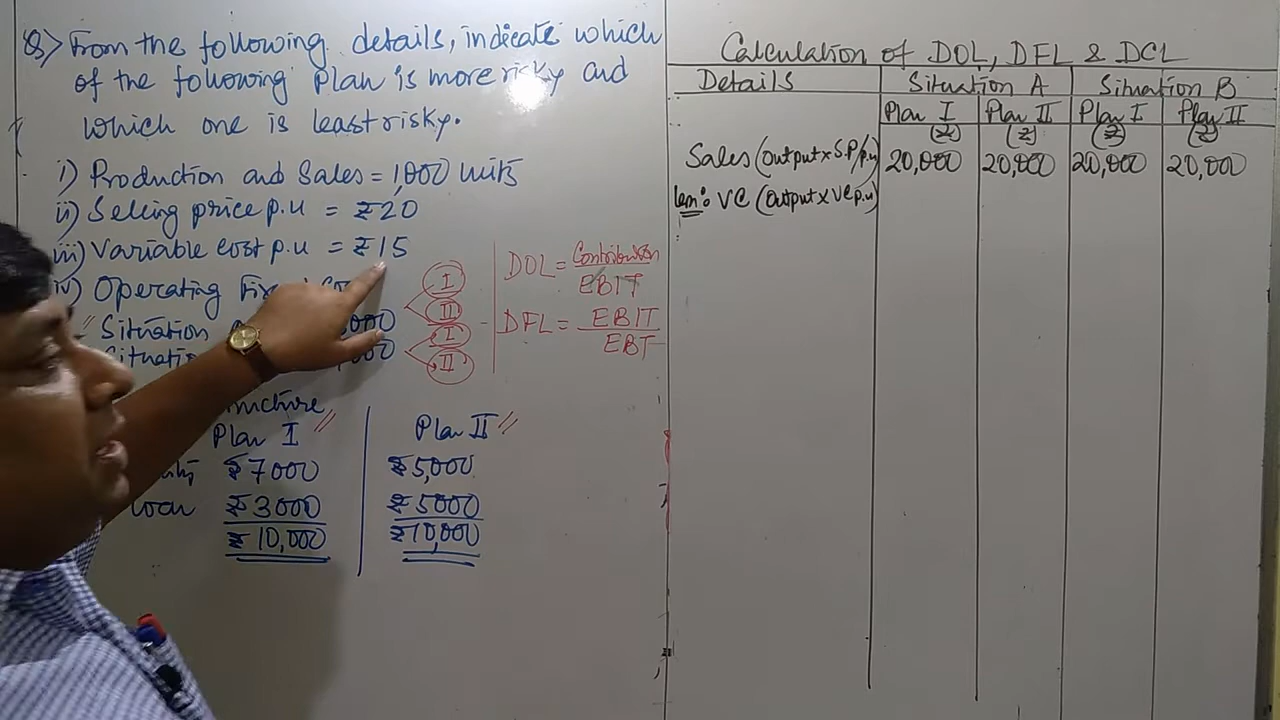 Q> From the following details, indicate which
of the following Plan is more risky and
which one is least risky.
i) Production and Sales = 1,000 units
ii) Selling price p.u = ₹20
iii) Variable cost p.u = ₹15
iv) Operating
Situation
000
I
II
I
II
Plan I
Plan II
₹7000
₹5,000
loan ₹3000
₹5000
₹10,000
₹10,000
DOL = Contribution
EBIT
DFL = EBIT
EBT
Calculation of DOL, DFL & DCL
Details Situation A Situation B
Plan I Plan II Plan I Plan II
(₹) (₹) (₹) (₹)
Sales (Output x S.P/p.u) 20,000 20,000 20,000 20,000
Less: VC (Output x VC p.u)